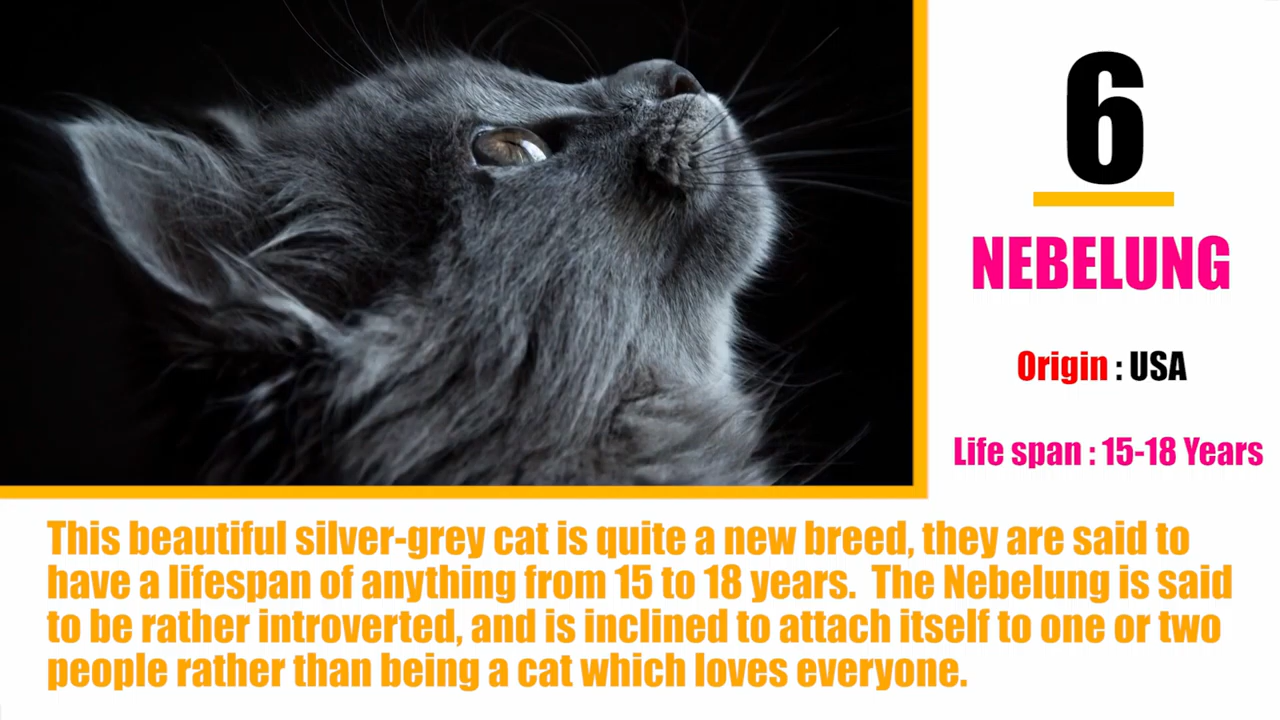 6
NEBELUNG
Origin : USA
Life span : 15-18 Years
This beautiful silver-grey cat is quite a new breed, they are said to
have a lifespan of anything from 15 to 18 years.  The Nebelung is said
to be rather introverted, and is inclined to attach itself to one or two
people rather than being a cat which loves everyone.